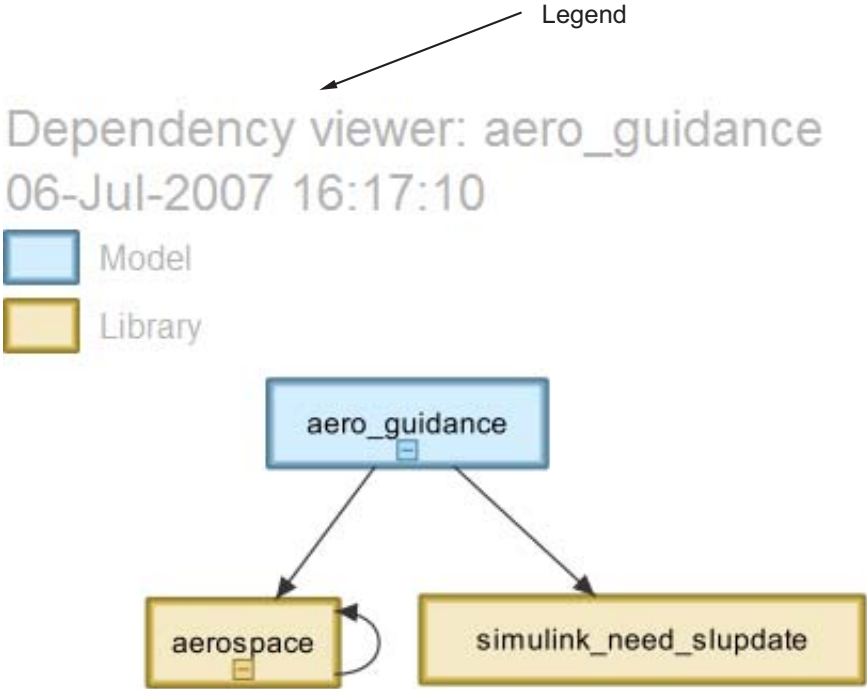 Legend
Dependency viewer: aero_guidance
06-Jul-2007 16:17:10
Model
Library
aero_guidance
aerospace
simulink_need_slupdate